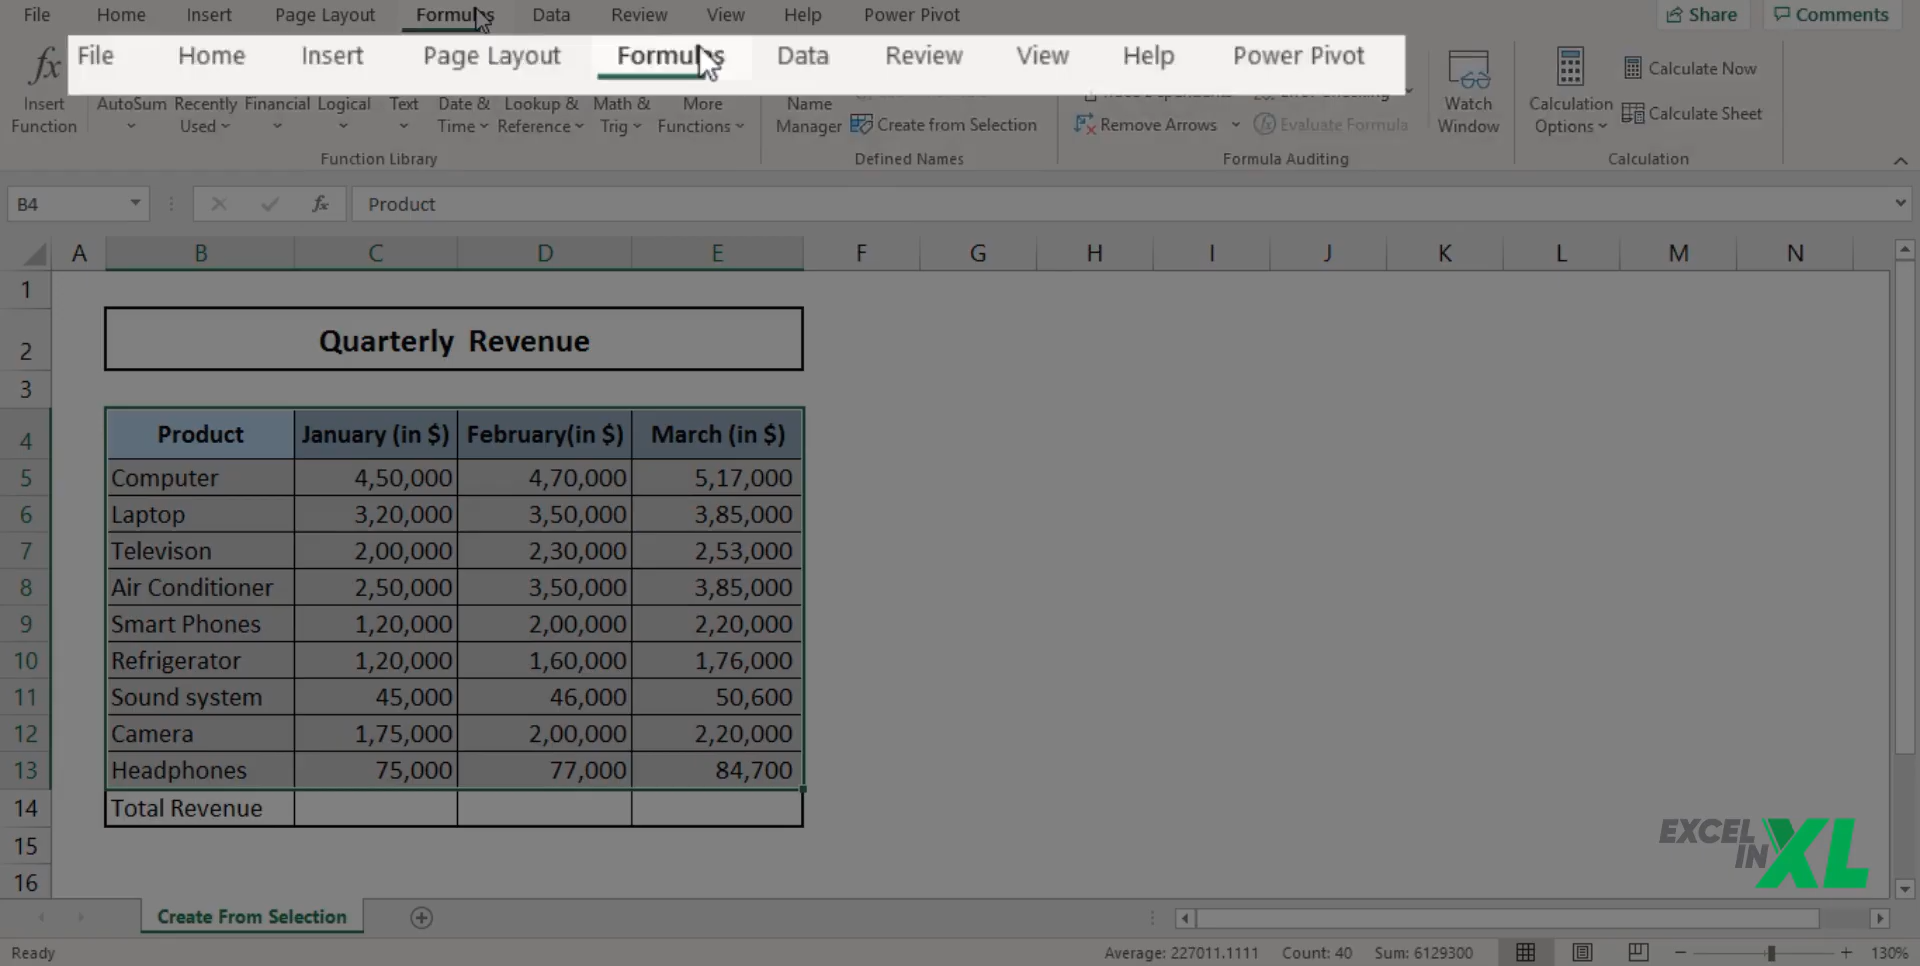 File Home Insert Page Layout Formulas Data Review View Help Power Pivot Share Comments
File Home Insert Page Layout Formulas Data Review View Help Power Pivot
fx
Insert Function
AutoSum
Recently Used
Financial
Logical
Text
Date & Time
Lookup & Reference
Math & Trig
More Functions
Function Library
Name Manager
Create from Selection
Defined Names
Remove Arrows
Evaluate Formula
Formula Auditing
Watch Window
Calculation Options
Calculate Now
Calculate Sheet
Calculation
B4 fx Product
A B C D E F G H I J K L M N
1
2 Quarterly Revenue
3
4 Product January (in $) February(in $) March (in $)
5 Computer 4,50,000 4,70,000 5,17,000
6 Laptop 3,20,000 3,50,000 3,85,000
7 Televison 2,00,000 2,30,000 2,53,000
8 Air Conditioner 2,50,000 3,50,000 3,85,000
9 Smart Phones 1,20,000 2,00,000 2,20,000
10 Refrigerator 1,20,000 1,60,000 1,76,000
11 Sound system 45,000 46,000 50,600
12 Camera 1,75,000 2,00,000 2,20,000
13 Headphones 75,000 77,000 84,700
14 Total Revenue
15
16
EXCEL IN XL
Create From Selection
Ready Average: 227011.1111 Count: 40 Sum: 6129300 130%